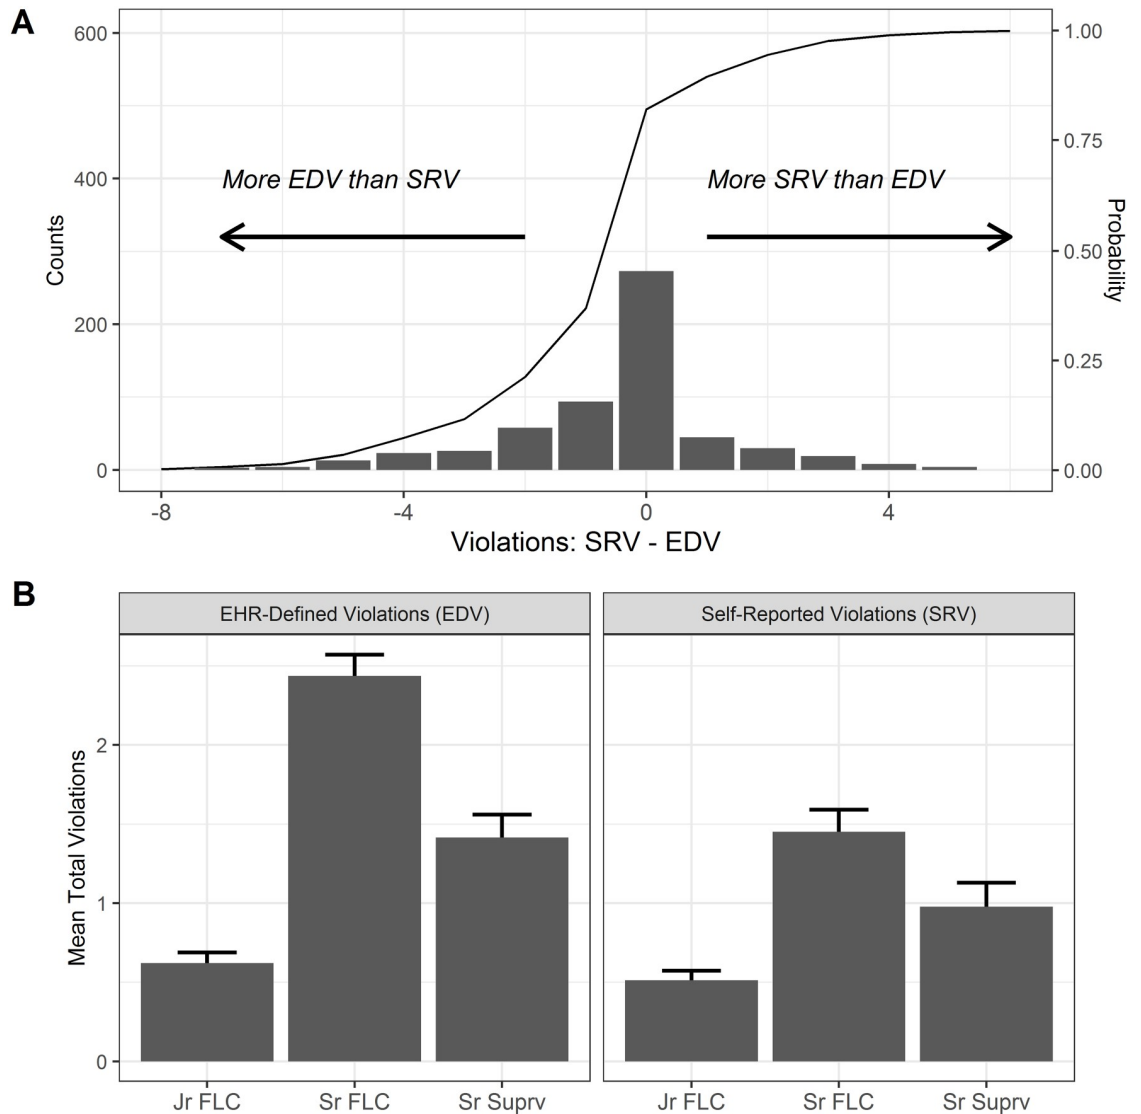 A
600
400
200
0
Counts
More EDV than SRV
More SRV than EDV
1.00
0.75
0.50
0.25
0.00
Probability
-8
-4
0
4
Violations: SRV - EDV
B
EHR-Defined Violations (EDV)
Self-Reported Violations (SRV)
Mean Total Violations
2
1
0
Jr FLC
Sr FLC
Sr Suprv
Jr FLC
Sr FLC
Sr Suprv